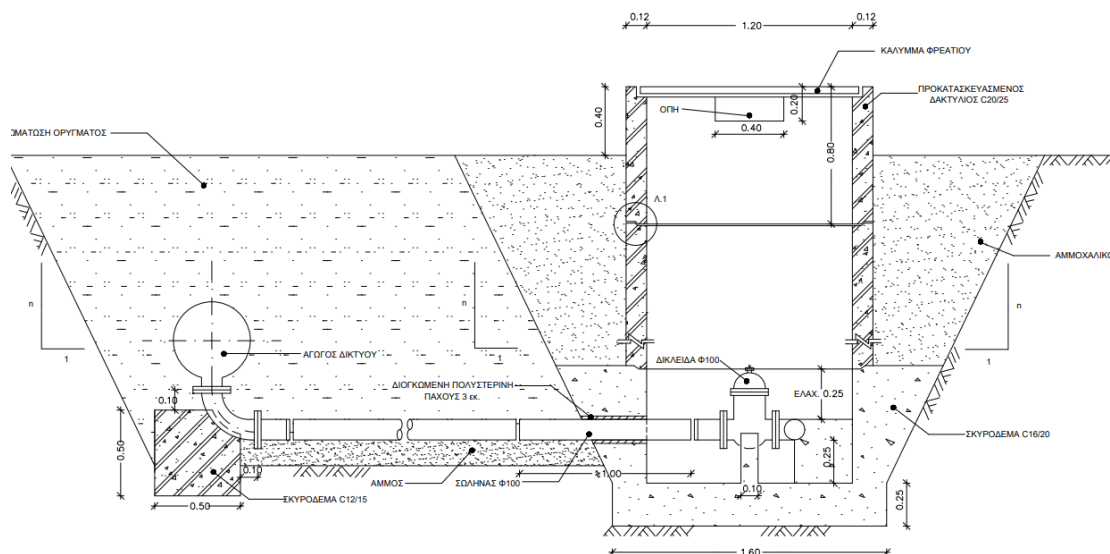 0.12
1.20
0.12
ΚΑΛΥΜΜΑ ΦΡΕΑΤΙΟΥ
ΠΡΟΚΑΤΑΣΚΕΥΑΣΜΕΝΟΣ
ΔΑΚΤΥΛΙΟΣ C20/25
0.40
ΟΠΗ
0.20
0.40
0.80
ΟΡΥΓΜΑΤΟΣ
Λ.1
ΑΜΜΟΧΑΛΙΚΟ
n
1
n
1
n
1
ΑΓΩΓΟΣ ΔΙΚΤΥΟΥ
ΔΙΚΛΕΙΔΑ Φ100
ΔΙΟΓΚΩΜΕΝΗ ΠΟΛΥΣΤΕΡΙΝΗ
ΠΑΧΟΥΣ 3 εκ.
ΕΛΑΧ. 0.25
0.10
0.50
ΣΚΥΡΟΔΕΜΑ C16/20
0.25
0.10
ΑΜΜΟΣ
ΣΩΛΗΝΑΣ Φ100
1.00
0.10
0.25
ΣΚΥΡΟΔΕΜΑ C12/15
0.50
1.60